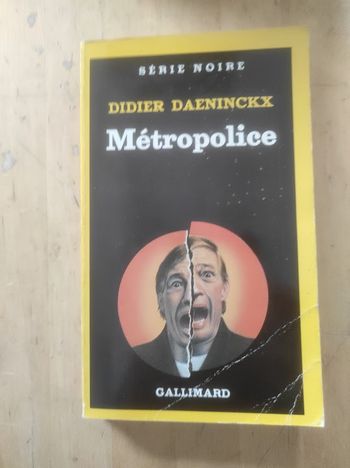 SÉRIE NOIRE
DIDIER DAENINCKX
Métropolice
GALLIMARD